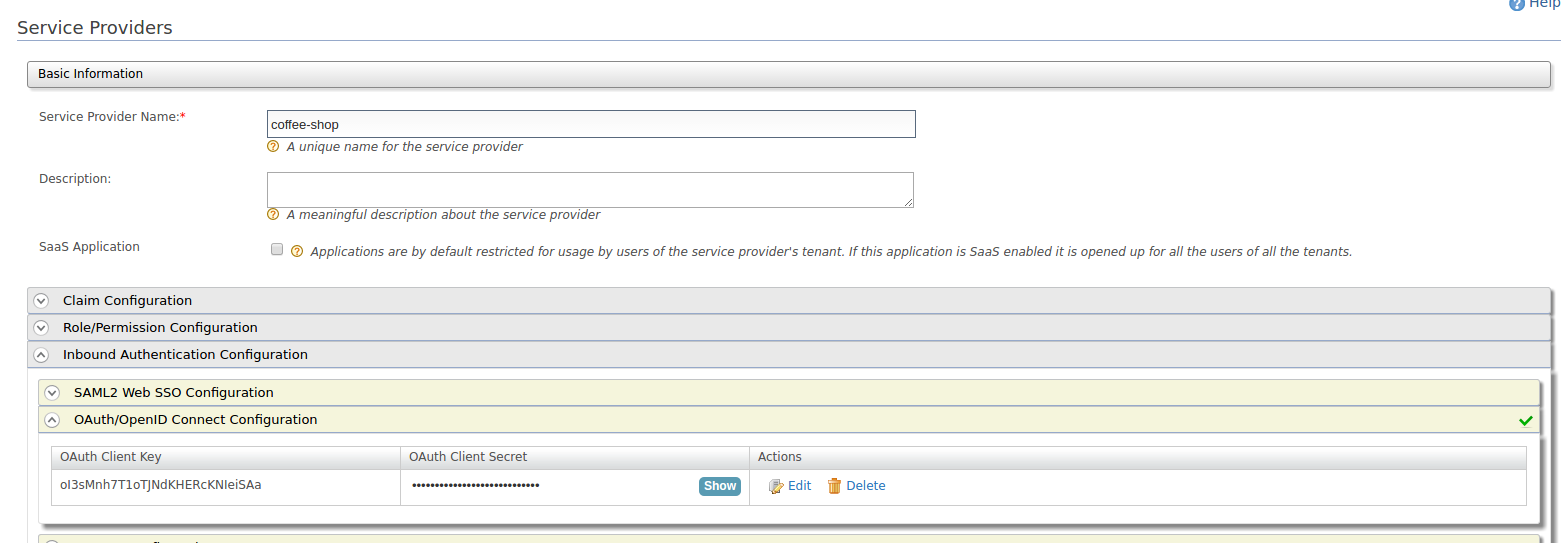 Help
Service Providers
Basic Information
Service Provider Name:*
coffee-shop
A unique name for the service provider
Description:
A meaningful description about the service provider
SaaS Application
Applications are by default restricted for usage by users of the service provider's tenant. If this application is SaaS enabled it is opened up for all the users of all the tenants.
Claim Configuration
Role/Permission Configuration
Inbound Authentication Configuration
SAML2 Web SSO Configuration
OAuth/OpenID Connect Configuration
OAuth Client Key OAuth Client Secret Actions
oI3sMnh7T1oTJNdKHERcKNIeiSAa •••••••••••••••••••••••••••• Show Edit Delete